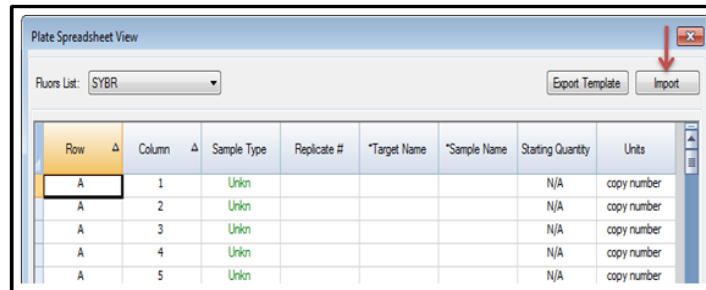 Plate Spreadsheet View
Fluors List: SYBR Export Template Import
Row Column Sample Type Replicate # *Target Name *Sample Name Starting Quantity Units
A 1 Unkn N/A copy number
A 2 Unkn N/A copy number
A 3 Unkn N/A copy number
A 4 Unkn N/A copy number
A 5 Unkn N/A copy number